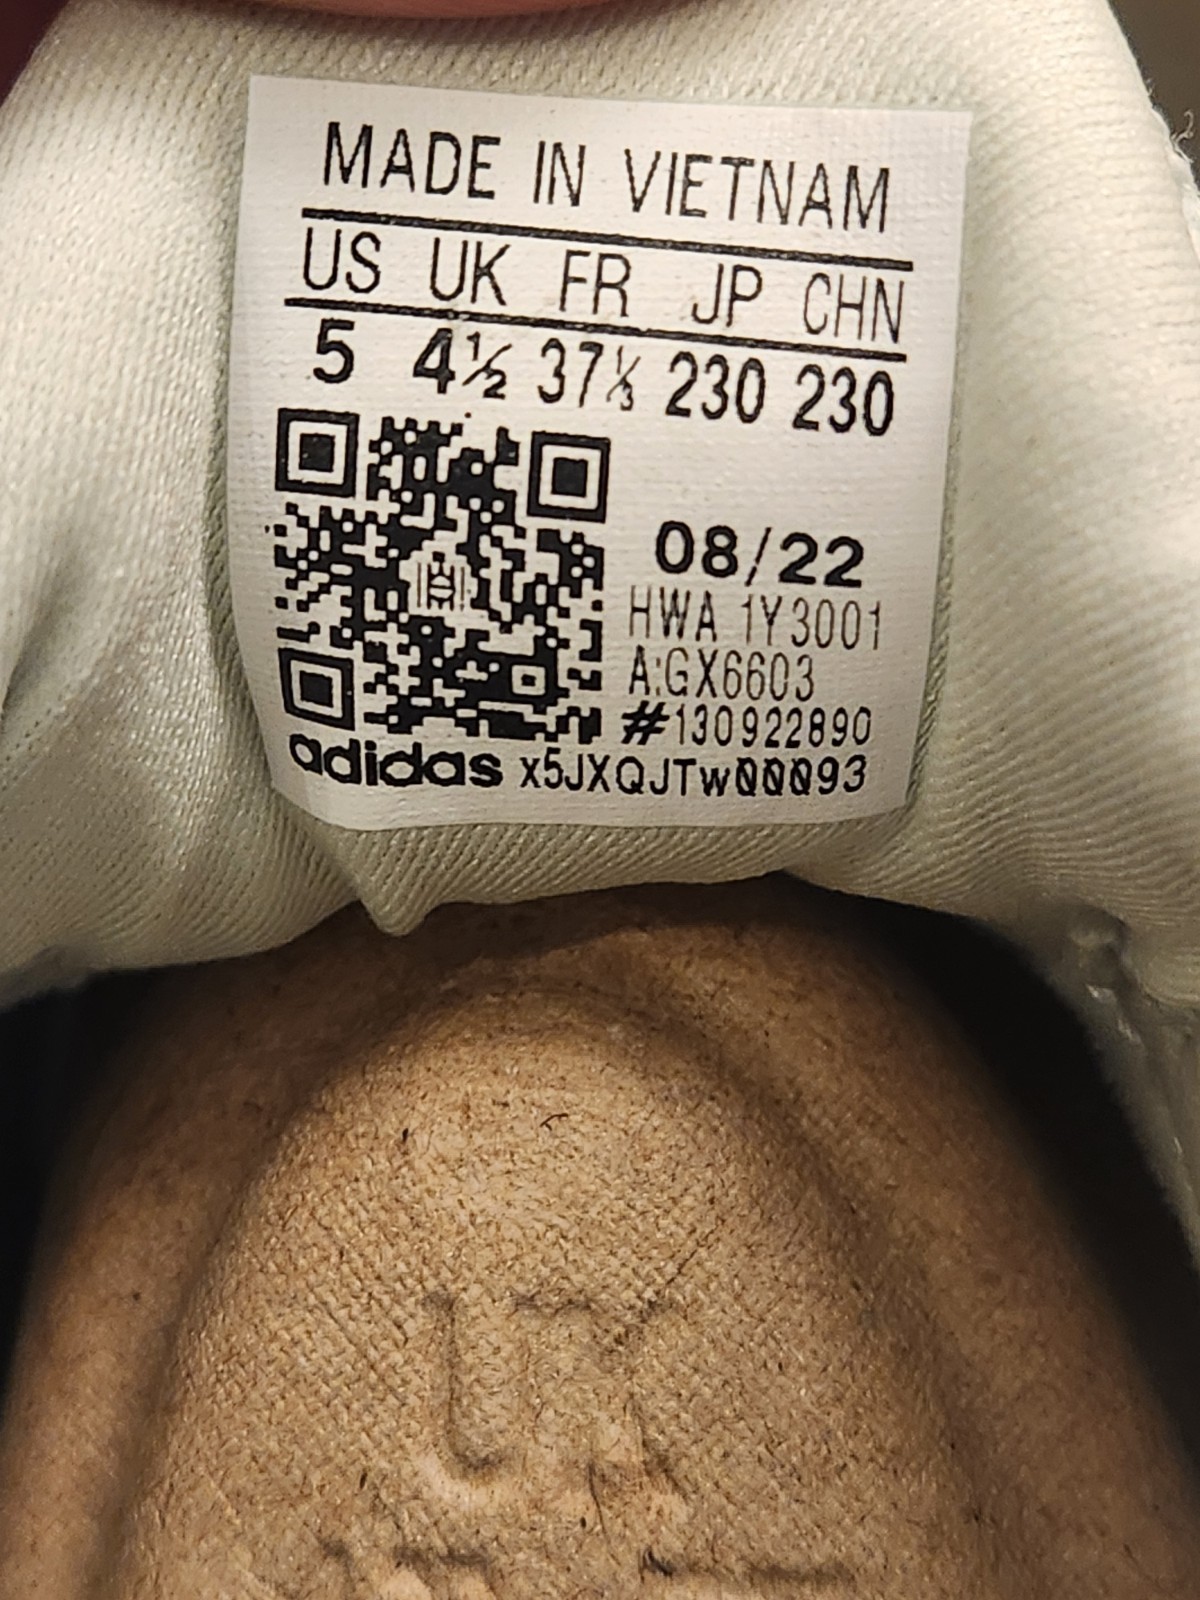 MADE IN VIETNAM
US UK FR JP CHN
5 4½ 37⅓ 230 230
08/22
HWA 1Y3001
A:GX6603
#130922890
adidas x5JXQJTw00093
UK